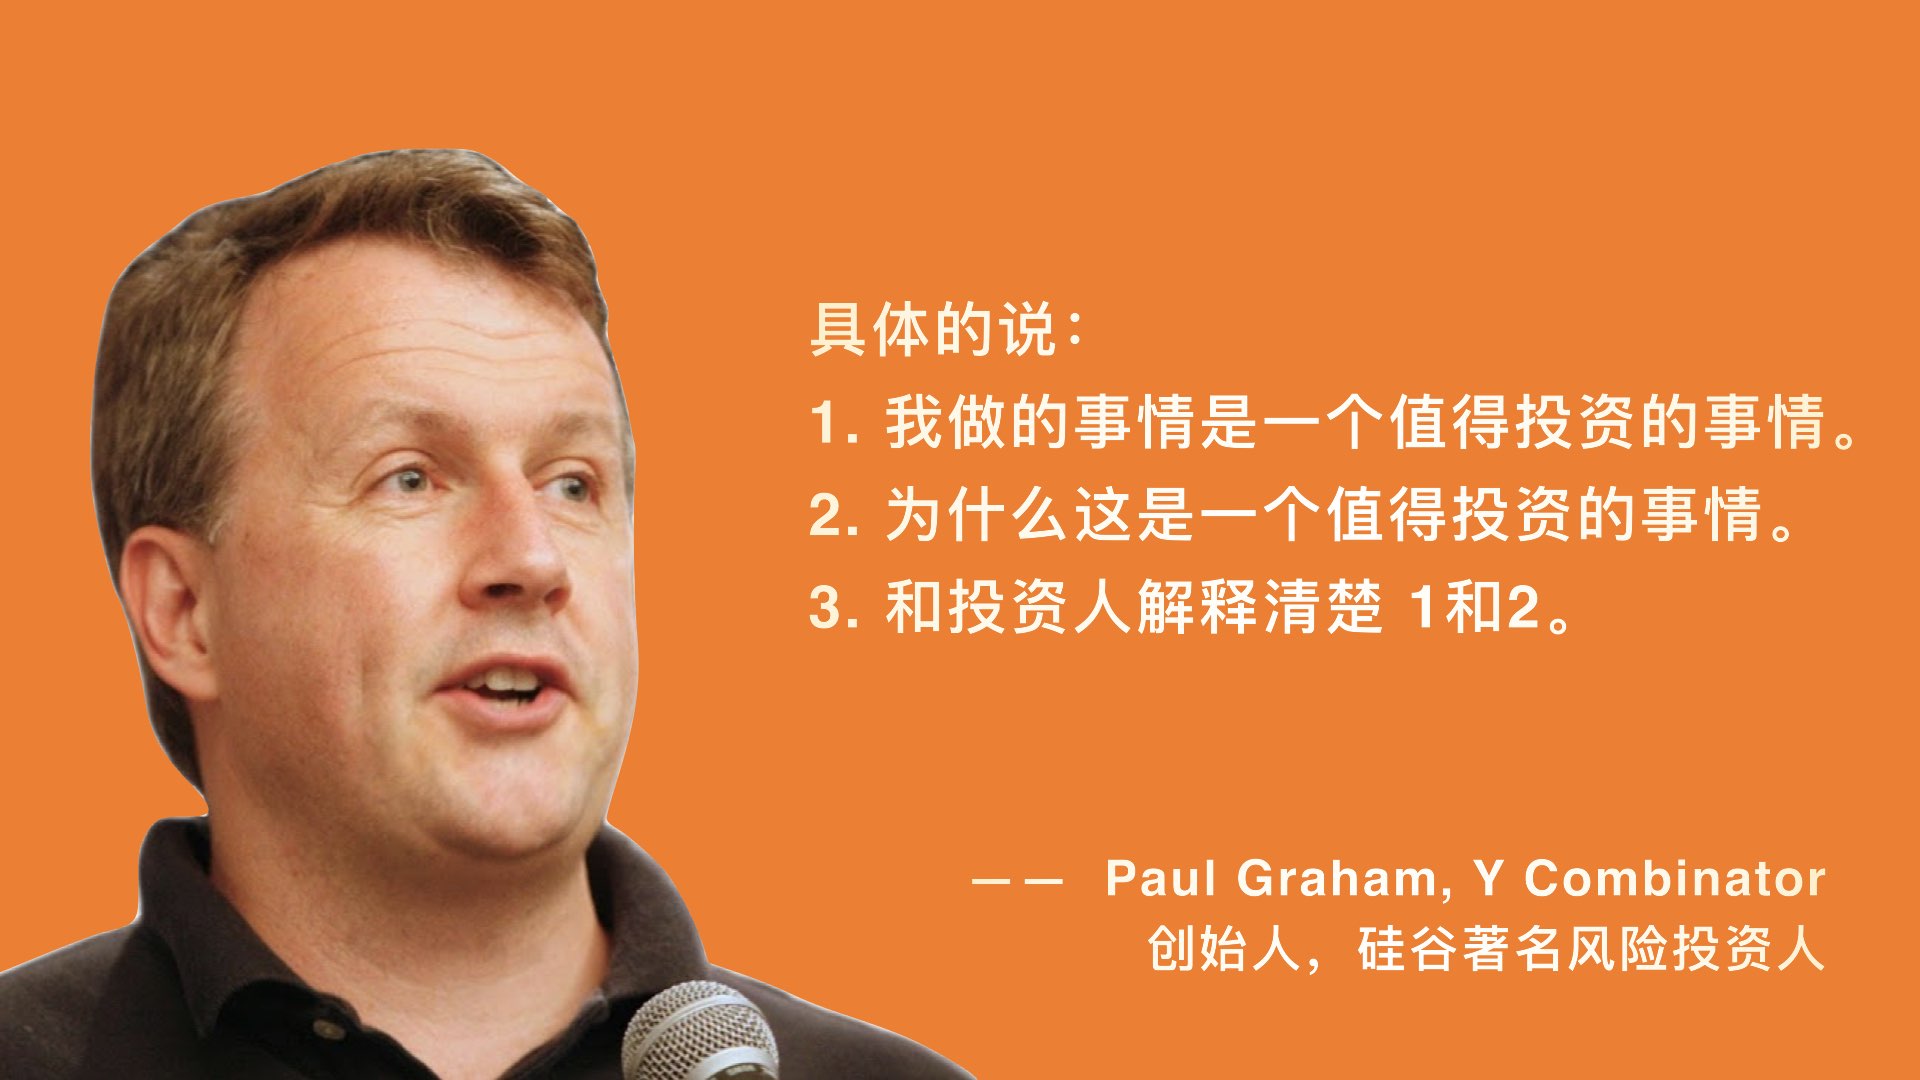 具体的说：
1. 我做的事情是一个值得投资的事情。
2. 为什么这是一个值得投资的事情。
3. 和投资人解释清楚 1和2。
—— Paul Graham, Y Combinator
创始人，硅谷著名风险投资人